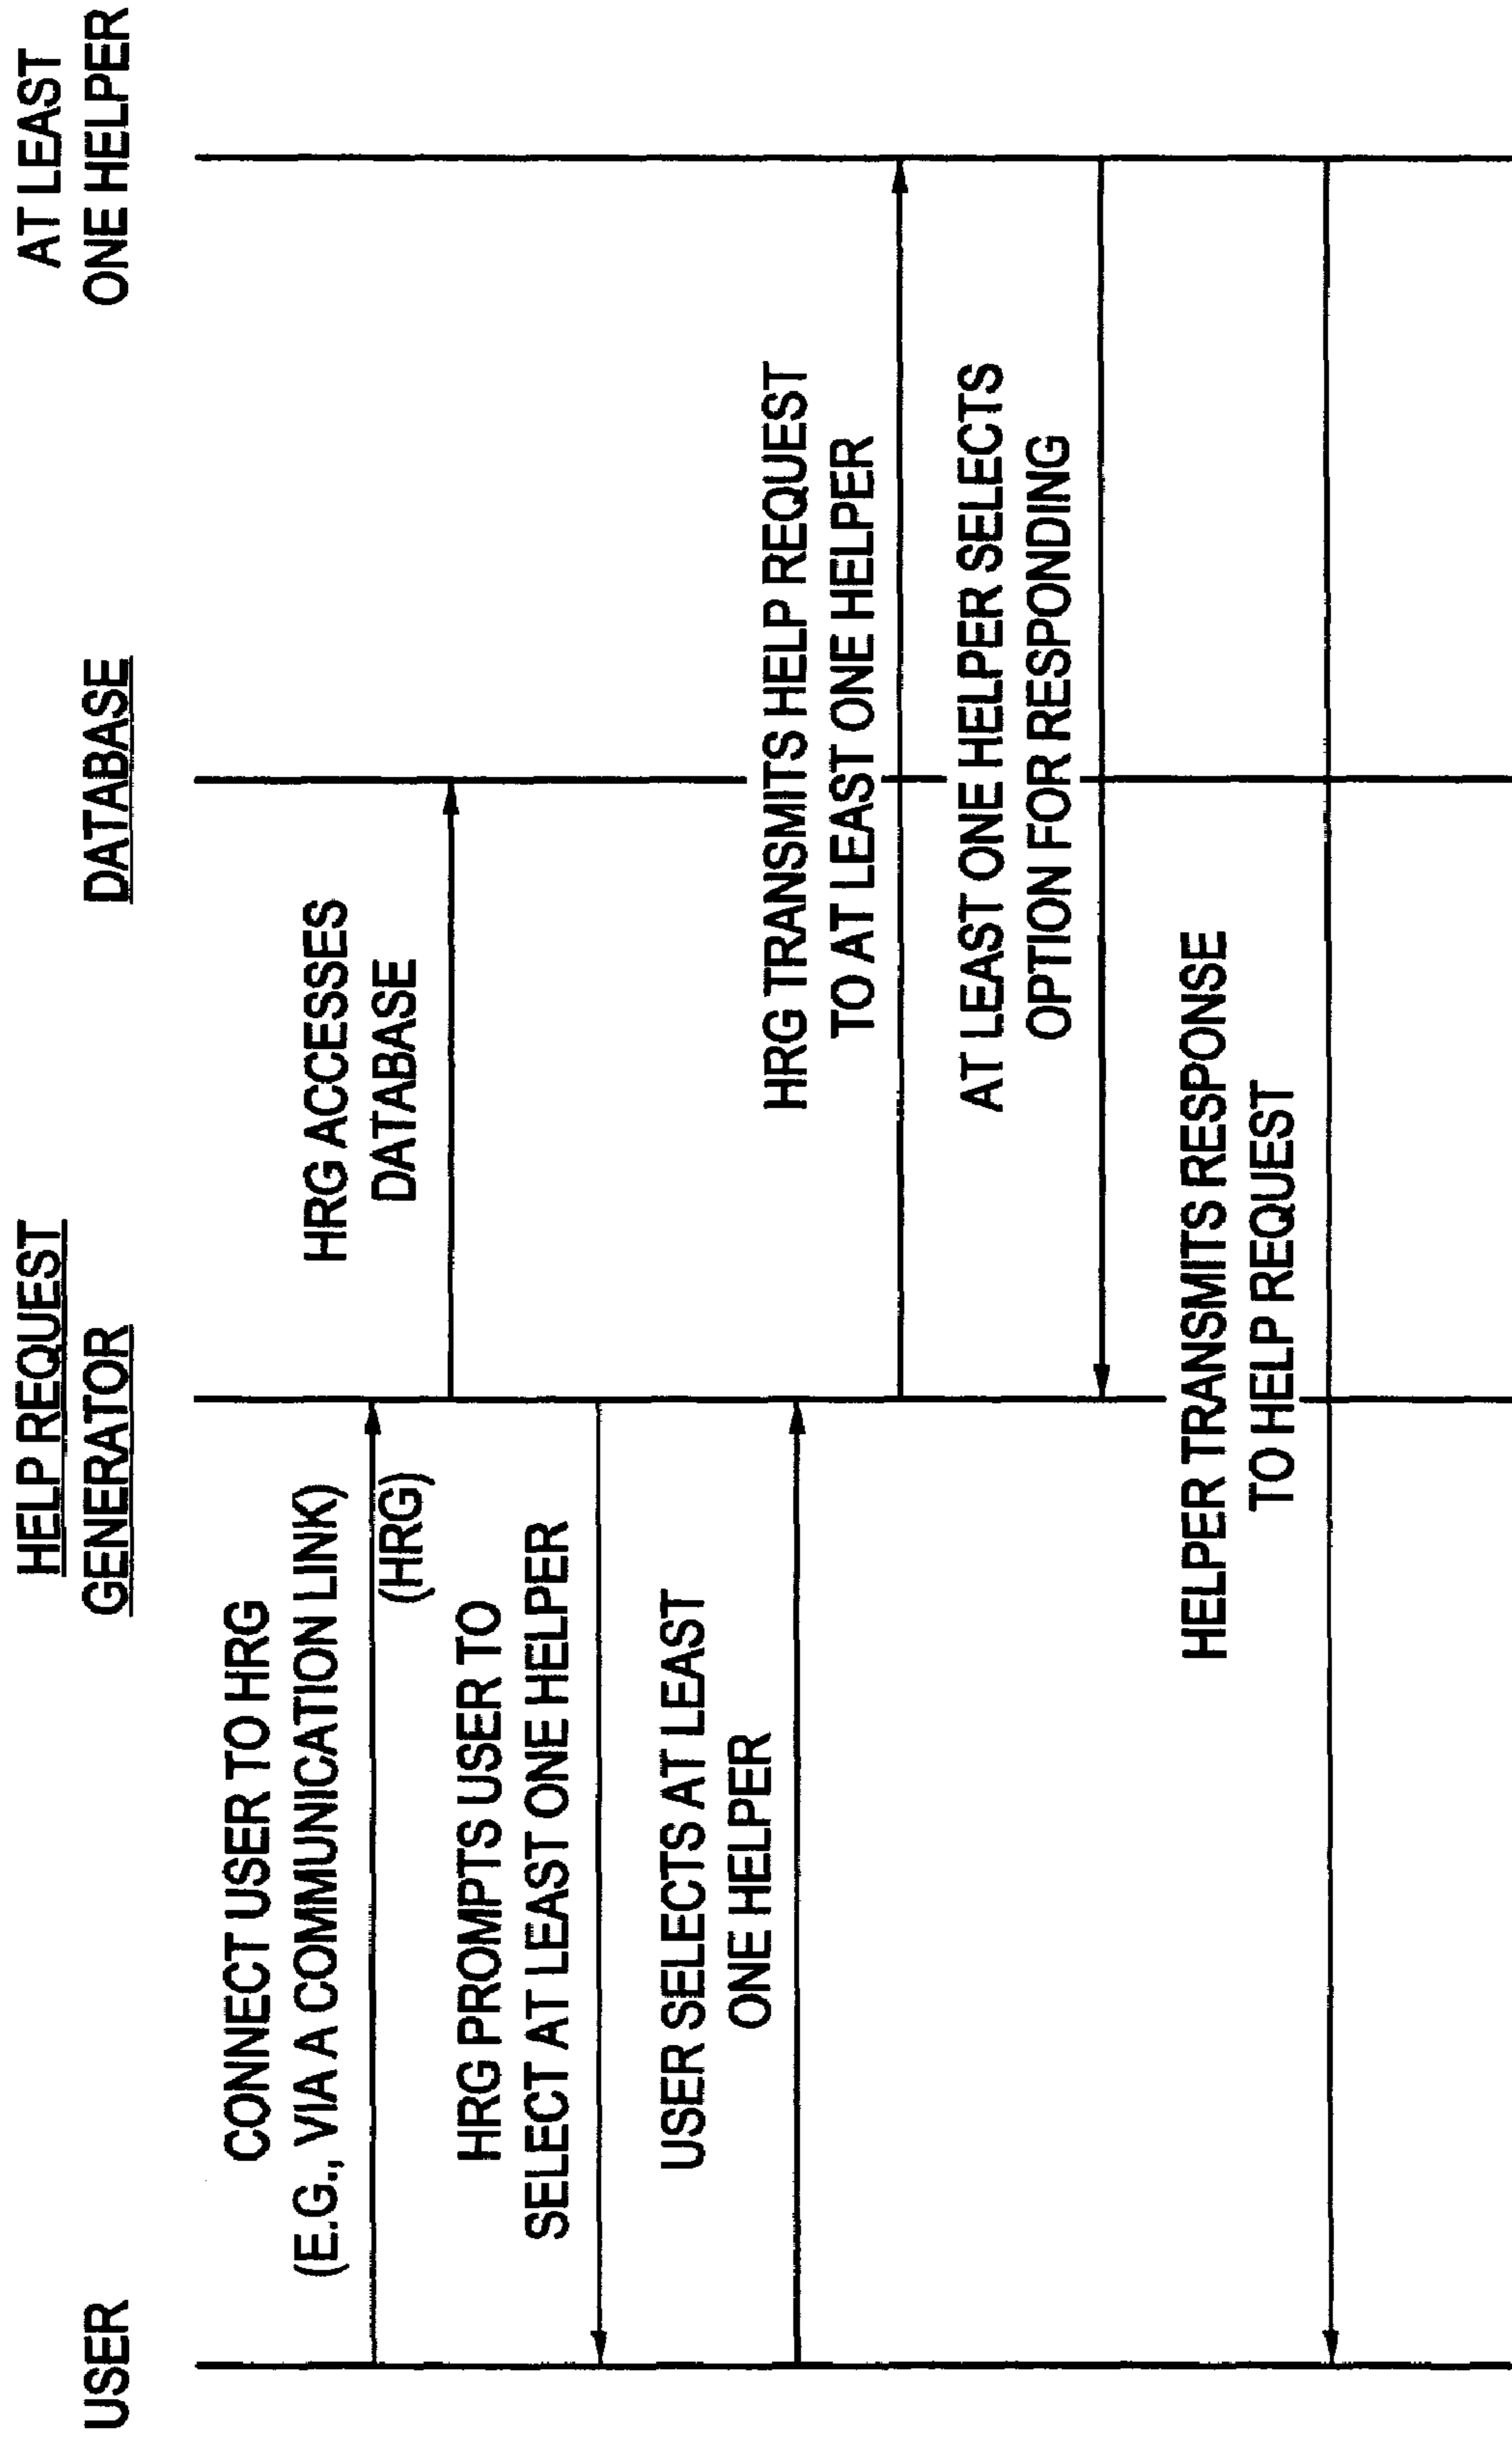 USER
HELP REQUEST
GENERATOR
DATABASE
AT LEAST
ONE HELPER
CONNECT USER TO HRG
(E.G., VIA A COMMUNICATION LINK)
(HRG)
HRG ACCESSES
DATABASE
HRG PROMPTS USER TO
SELECT AT LEAST ONE HELPER
USER SELECTS AT LEAST
ONE HELPER
HRG TRANSMITS HELP REQUEST
TO AT LEAST ONE HELPER
AT LEAST ONE HELPER SELECTS
OPTION FOR RESPONDING
HELPER TRANSMITS RESPONSE
TO HELP REQUEST